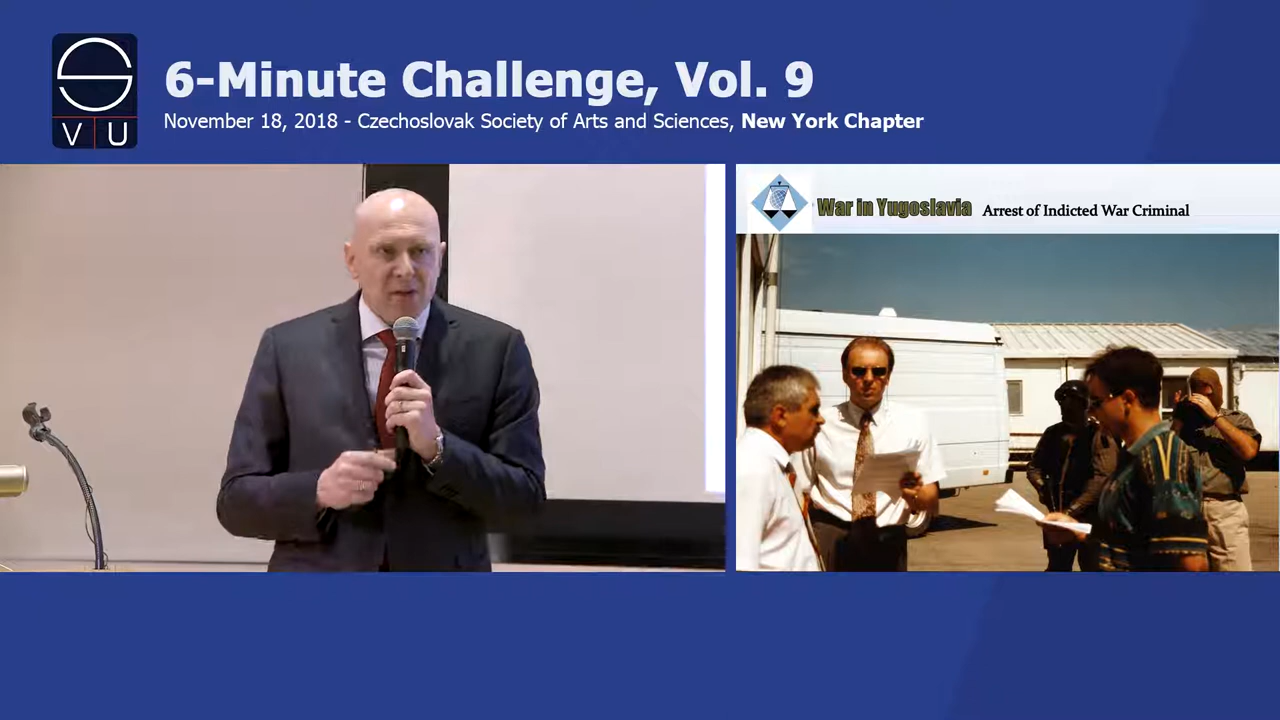 S
V U
6-Minute Challenge, Vol. 9
November 18, 2018 - Czechoslovak Society of Arts and Sciences, New York Chapter
War in Yugoslavia Arrest of Indicted War Criminal